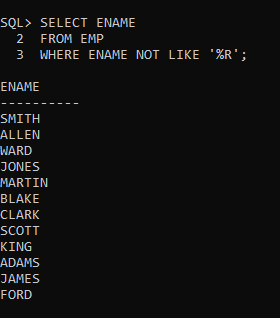 SQL> SELECT ENAME
  2  FROM EMP
  3  WHERE ENAME NOT LIKE '%R';
ENAME
----------
SMITH
ALLEN
WARD
JONES
MARTIN
BLAKE
CLARK
SCOTT
KING
ADAMS
JAMES
FORD